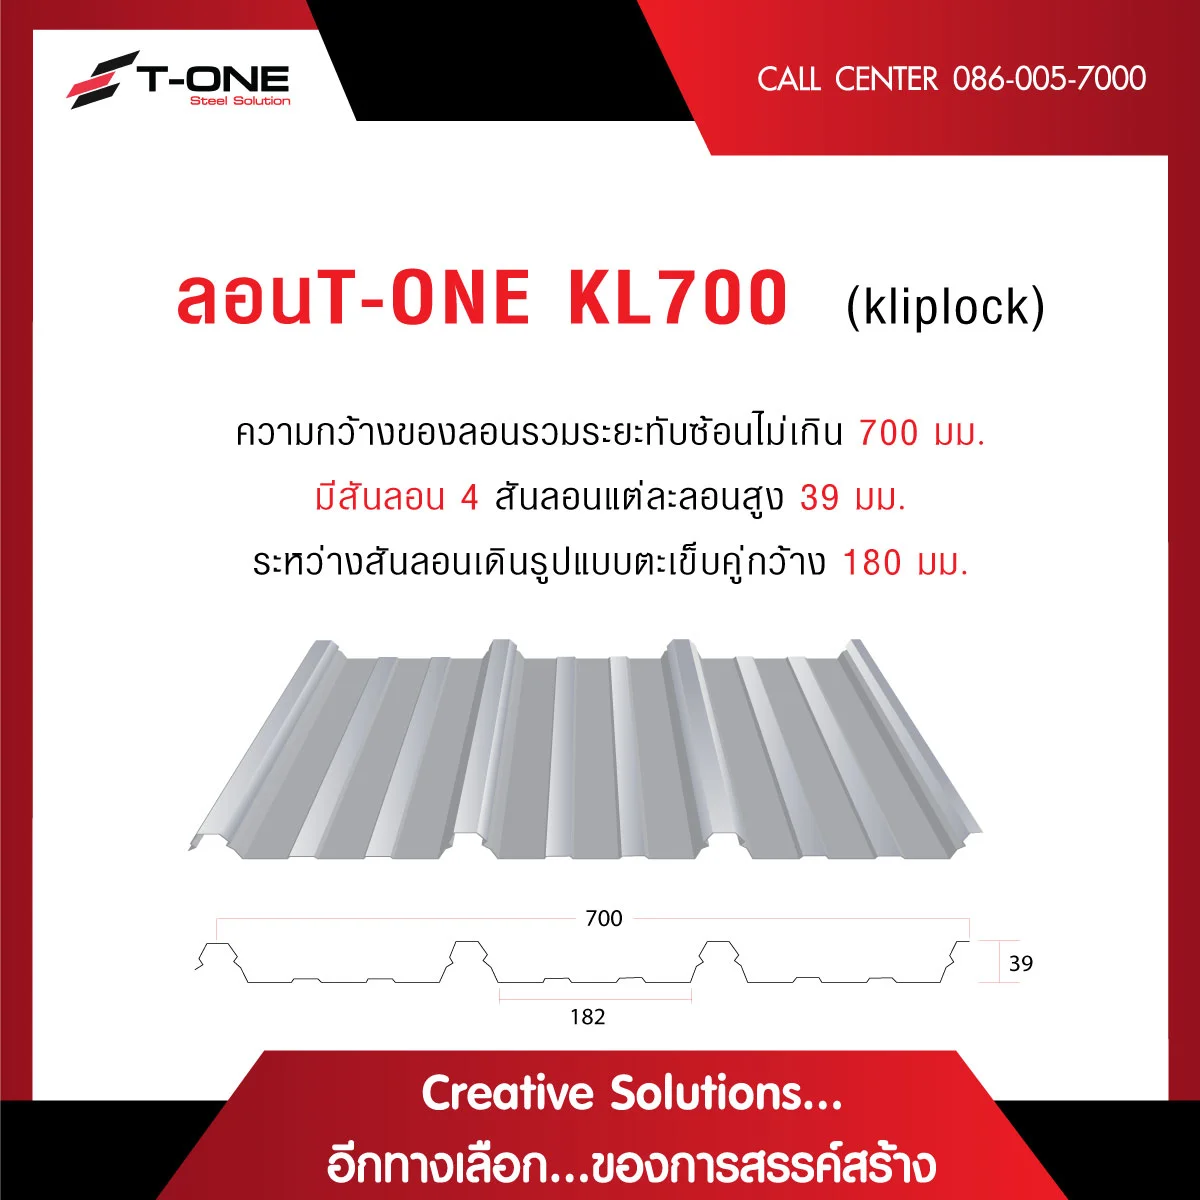 T-ONE
Steel Solution
CALL CENTER 086-005-7000
ลอนT-ONE KL700 (kliplock)
ความกว้างของลอนรวมระยะทับซ้อนไม่เกิน 700 มม.
มีสันลอน 4 สันลอนแต่ละลอนสูง 39 มม.
ระหว่างสันลอนเดินรูปแบบตะเข็บคู่กว้าง 180 มม.
700
39
182
Creative Solutions...
อีกทางเลือก...ของการสรรค์สร้าง